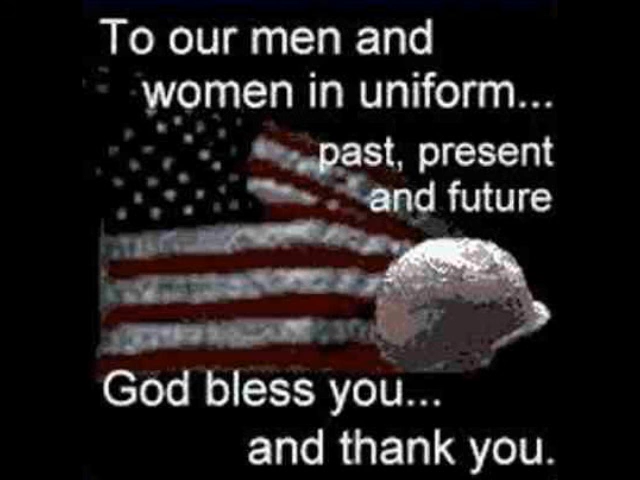 To our men and
women in uniform...
past, present
and future
God bless you...
and thank you.